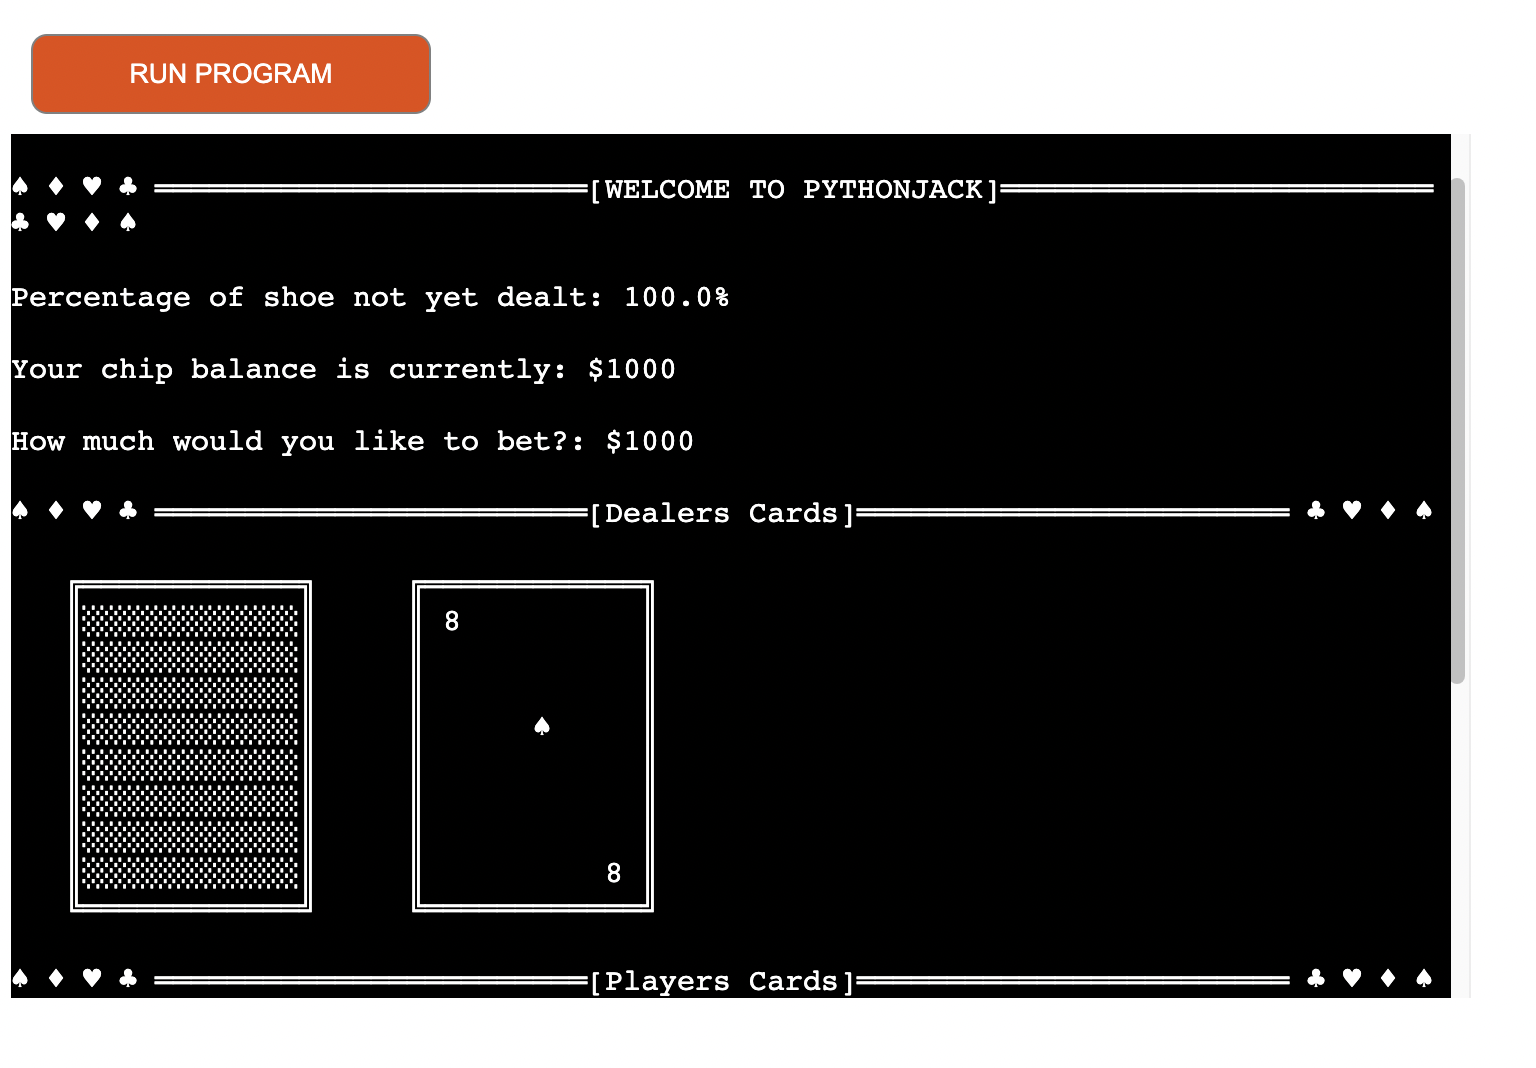 RUN PROGRAM
♠ ♦ ♥ ♣ ════════════════════════[WELCOME TO PYTHONJACK]════════════════════════
♣ ♥ ♦ ♠
Percentage of shoe not yet dealt: 100.0%
Your chip balance is currently: $1000
How much would you like to bet?: $1000
♠ ♦ ♥ ♣ ════════════════════════[Dealers Cards]════════════════════════ ♣ ♥ ♦ ♠
8
♠
8
♠ ♦ ♥ ♣ ════════════════════════[Players Cards]════════════════════════ ♣ ♥ ♦ ♠